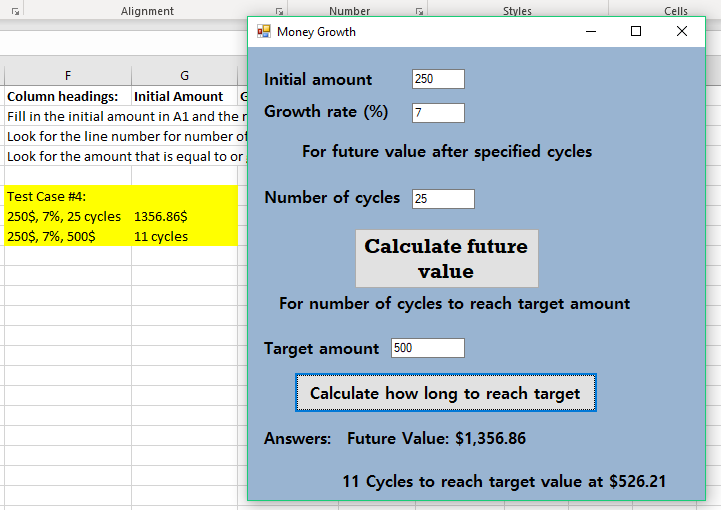 Alignment Number Styles Cells
F G
Column headings: Initial Amount
Fill in the initial amount in A1 and the
Look for the line number for number of
Look for the amount that is equal to or
Test Case #4:
250$, 7%, 25 cycles 1356.86$
250$, 7%, 500$ 11 cycles
Money Growth
Initial amount 250
Growth rate (%) 7
For future value after specified cycles
Number of cycles 25
Calculate future
value
For number of cycles to reach target amount
Target amount 500
Calculate how long to reach target
Answers: Future Value: $1,356.86
11 Cycles to reach target value at $526.21